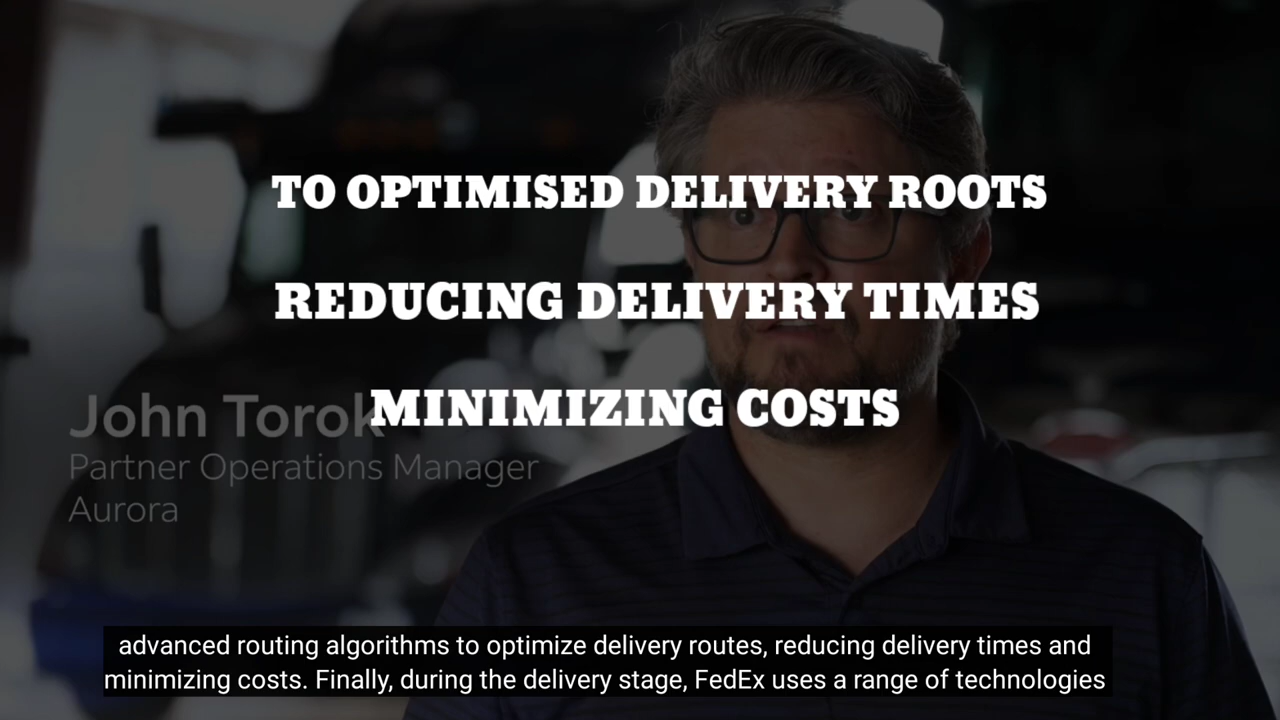 TO OPTIMISED DELIVERY ROOTS
REDUCING DELIVERY TIMES
MINIMIZING COSTS
John Torok
Partner Operations Manager
Aurora
advanced routing algorithms to optimize delivery routes, reducing delivery times and
minimizing costs. Finally, during the delivery stage, FedEx uses a range of technologies